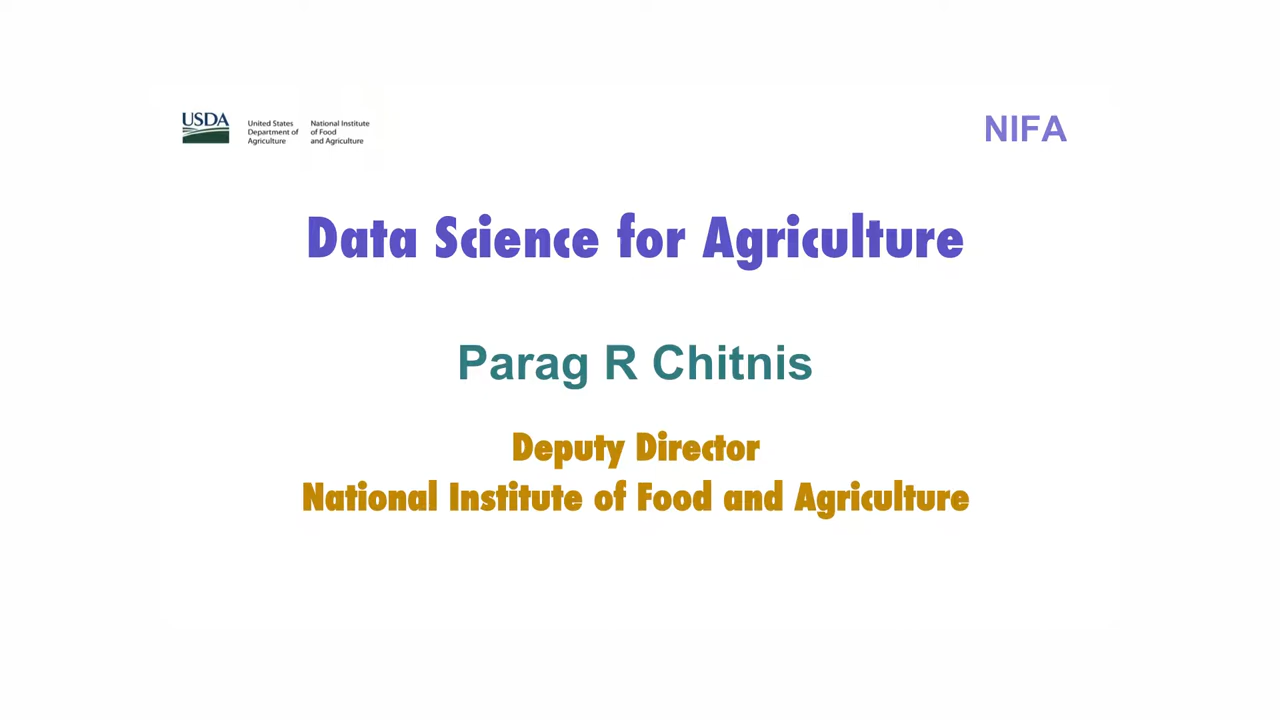 USDA
United States
Department of
Agriculture
National Institute
of Food
and Agriculture
NIFA
Data Science for Agriculture
Parag R Chitnis
Deputy Director
National Institute of Food and Agriculture